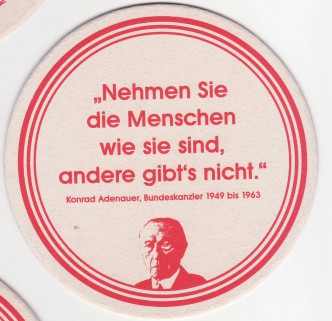 „Nehmen Sie
die Menschen
wie sie sind,
andere gibt's nicht.“
Konrad Adenauer, Bundeskanzler 1949 bis 1963